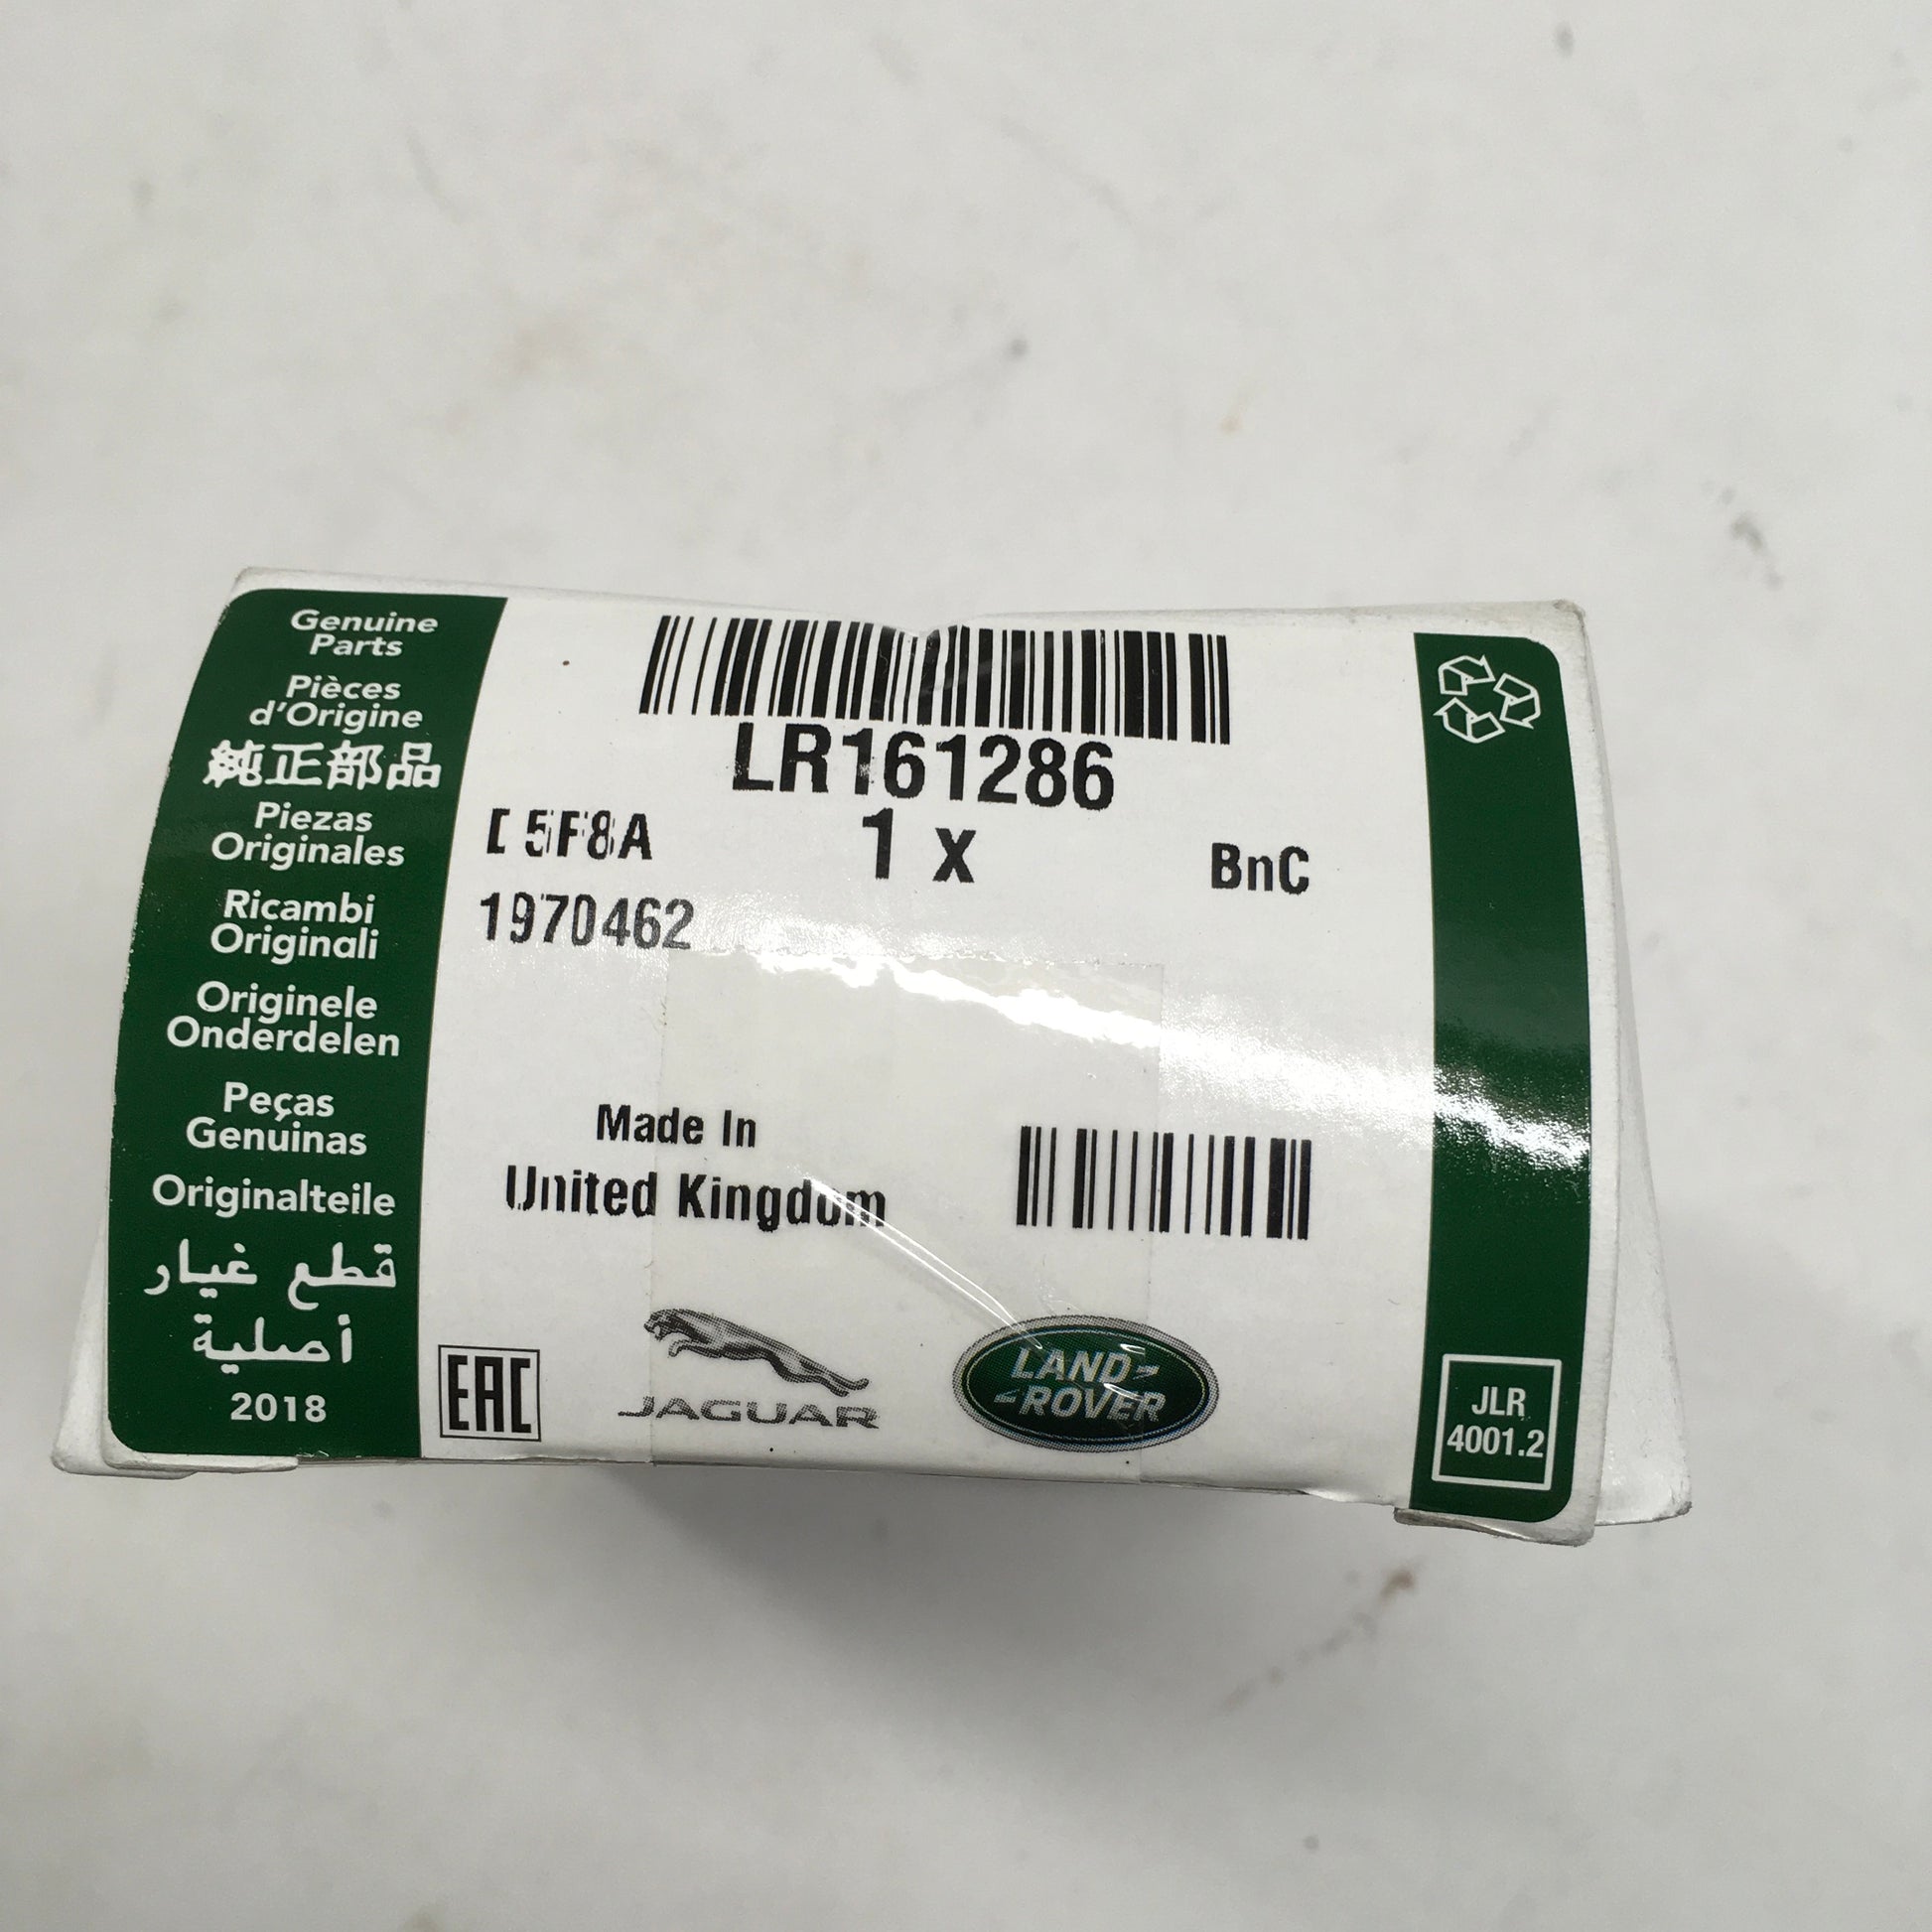 Genuine
Parts
Pièces
d'Origine
純正部品
Piezas
Originales
Ricambi
Originali
Originele
Onderdelen
Peças
Genuinas
Originalteile
قطع غيار
أصلية
2018
LR161286
1 x
BnC
1970462
Made In
United Kingdom
EAC
JAGUAR
LAND-
-ROVER
JLR
4001.2